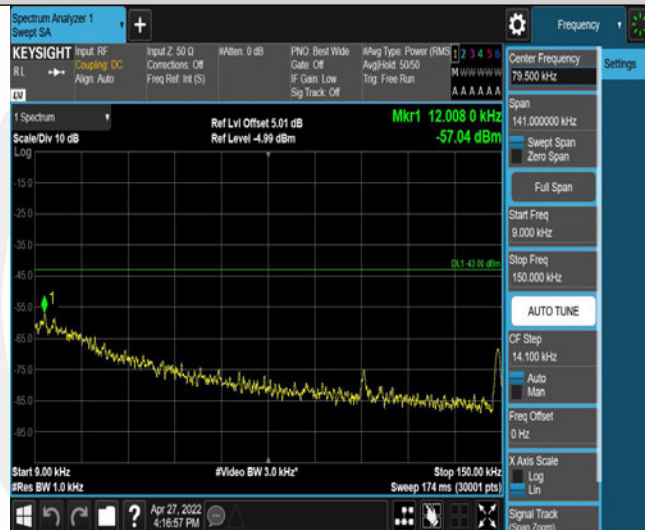 Spectrum Analyzer 1
Swept SA
+
Frequency
KEYSIGHT
RL
Input: RF
Coupling: DC
Align: Auto
Input Z: 50 Ω
Corrections: Off
Freq Ref: Int (S)
#Atten: 0 dB
PNO: Best Wide
Gate: Off
IF Gain: Low
Sig Track: Off
#Avg Type: Power (RMS
Avg|Hold: 50/50
Trig: Free Run
1 2 3 4 5 6
M W W W W W
A A A A A A
1 Spectrum
Scale/Div 10 dB
Log
Ref Lvl Offset 5.01 dB
Ref Level -4.99 dBm
Mkr1 12.008 0 kHz
-57.04 dBm
-15.0
-25.0
-35.0
-45.0
-55.0
-65.0
-75.0
-85.0
-95.0
DL1 -43.00 dBm
1
Start 9.00 kHz
#Res BW 1.0 kHz
#Video BW 3.0 kHz*
Stop 150.00 kHz
Sweep 174 ms (30001 pts)
Center Frequency
79.500 kHz
Settings
Span
141.000000 kHz
Swept Span
Zero Span
Full Span
Start Freq
9.000 kHz
Stop Freq
150.000 kHz
AUTO TUNE
CF Step
14.100 kHz
Auto
Man
Freq Offset
0 Hz
X Axis Scale
Log
Lin
Signal Track
(Span Zoom)
?
Apr 27, 2022
4:16:57 PM